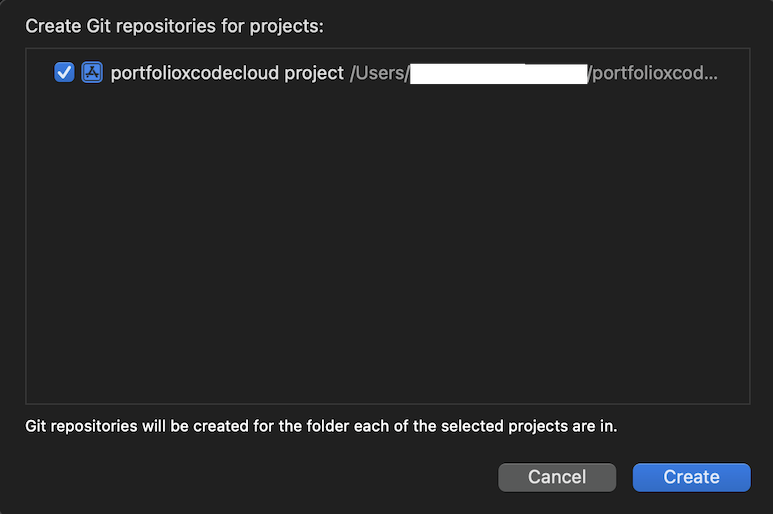 Create Git repositories for projects:
portfolioxcodecloud project /Users/ /portfolioxcod...
Git repositories will be created for the folder each of the selected projects are in.
Cancel Create